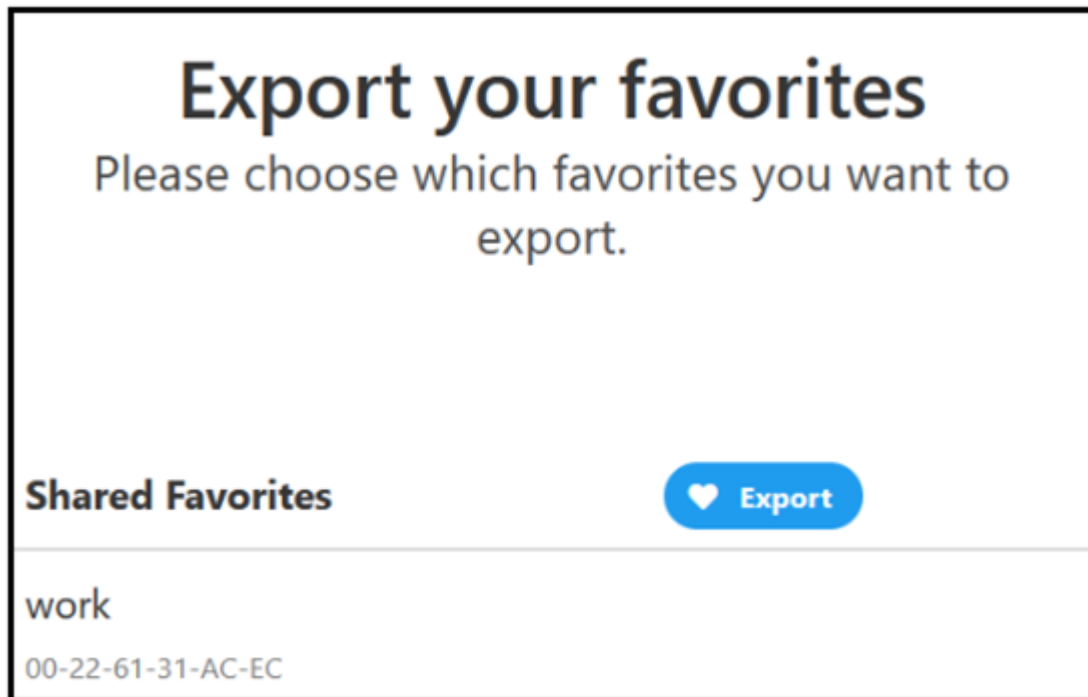 Export your favorites
Please choose which favorites you want to
export.
Shared Favorites
Export
work
00-22-61-31-AC-EC